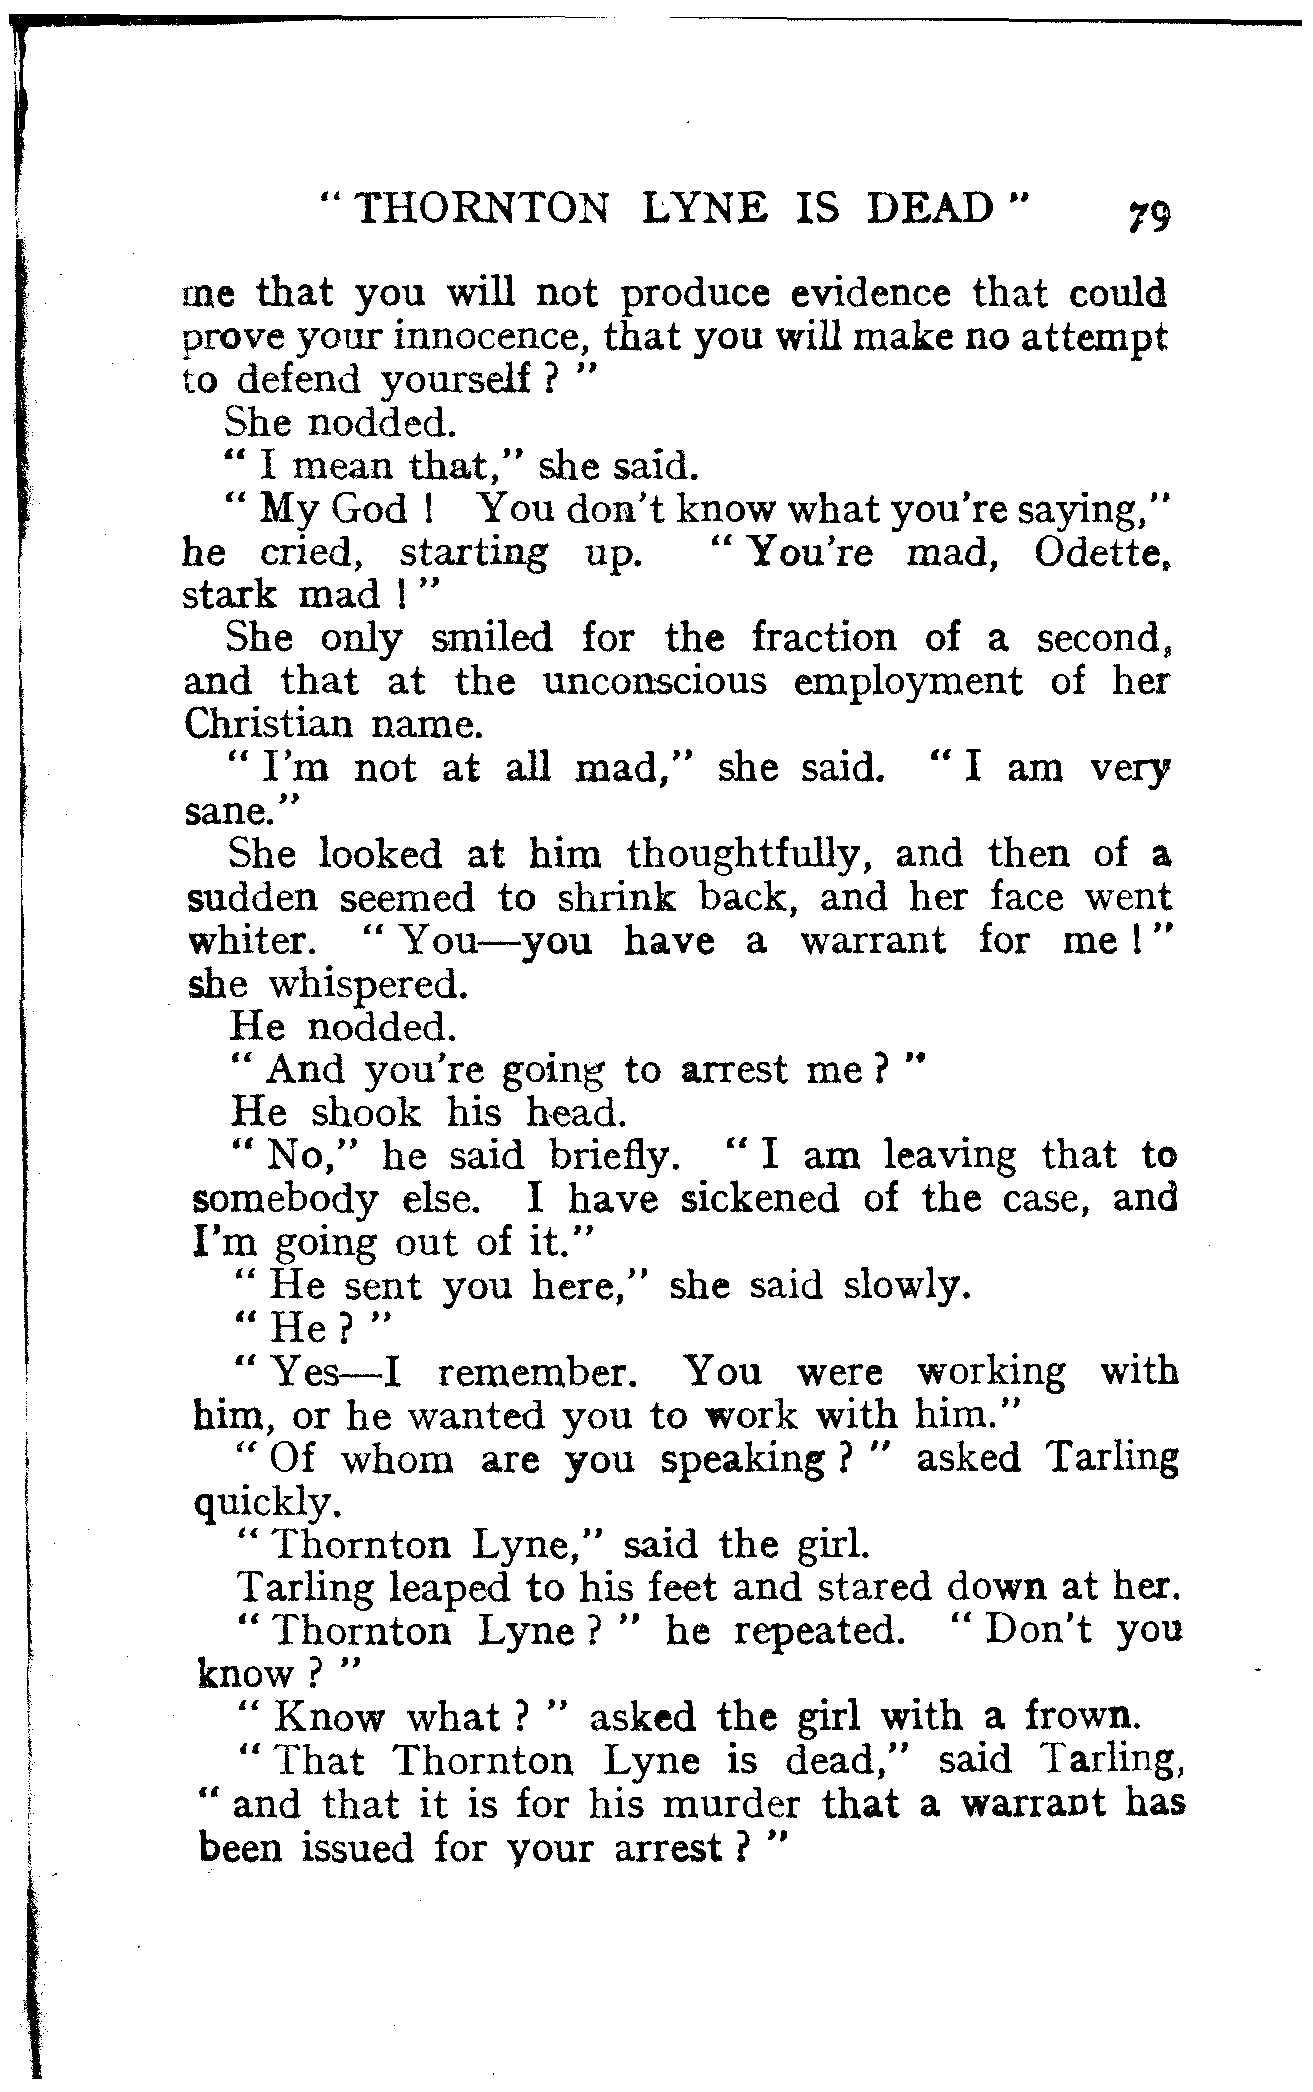 " THORNTON LYNE IS DEAD " 79
me that you will not produce evidence that could
prove your innocence, that you will make no attempt
to defend yourself ? "
She nodded.
" I mean that," she said.
" My God ! You don't know what you're saying,"
he cried, starting up. " You're mad, Odette,
stark mad ! "
She only smiled for the fraction of a second,
and that at the unconscious employment of her
Christian name.
" I'm not at all mad," she said. " I am very
sane."
She looked at him thoughtfully, and then of a
sudden seemed to shrink back, and her face went
whiter. " You—you have a warrant for me ! "
she whispered.
He nodded.
" And you're going to arrest me ? "
He shook his head.
" No," he said briefly. " I am leaving that to
somebody else. I have sickened of the case, and
I'm going out of it."
" He sent you here," she said slowly.
" He ? "
" Yes—I remember. You were working with
him, or he wanted you to work with him."
" Of whom are you speaking ? " asked Tarling
quickly.
" Thornton Lyne," said the girl.
Tarling leaped to his feet and stared down at her.
" Thornton Lyne ? " he repeated. " Don't you
know ? "
" Know what ? " asked the girl with a frown.
" That Thornton Lyne is dead," said Tarling,
" and that it is for his murder that a warrant has
been issued for your arrest ? "